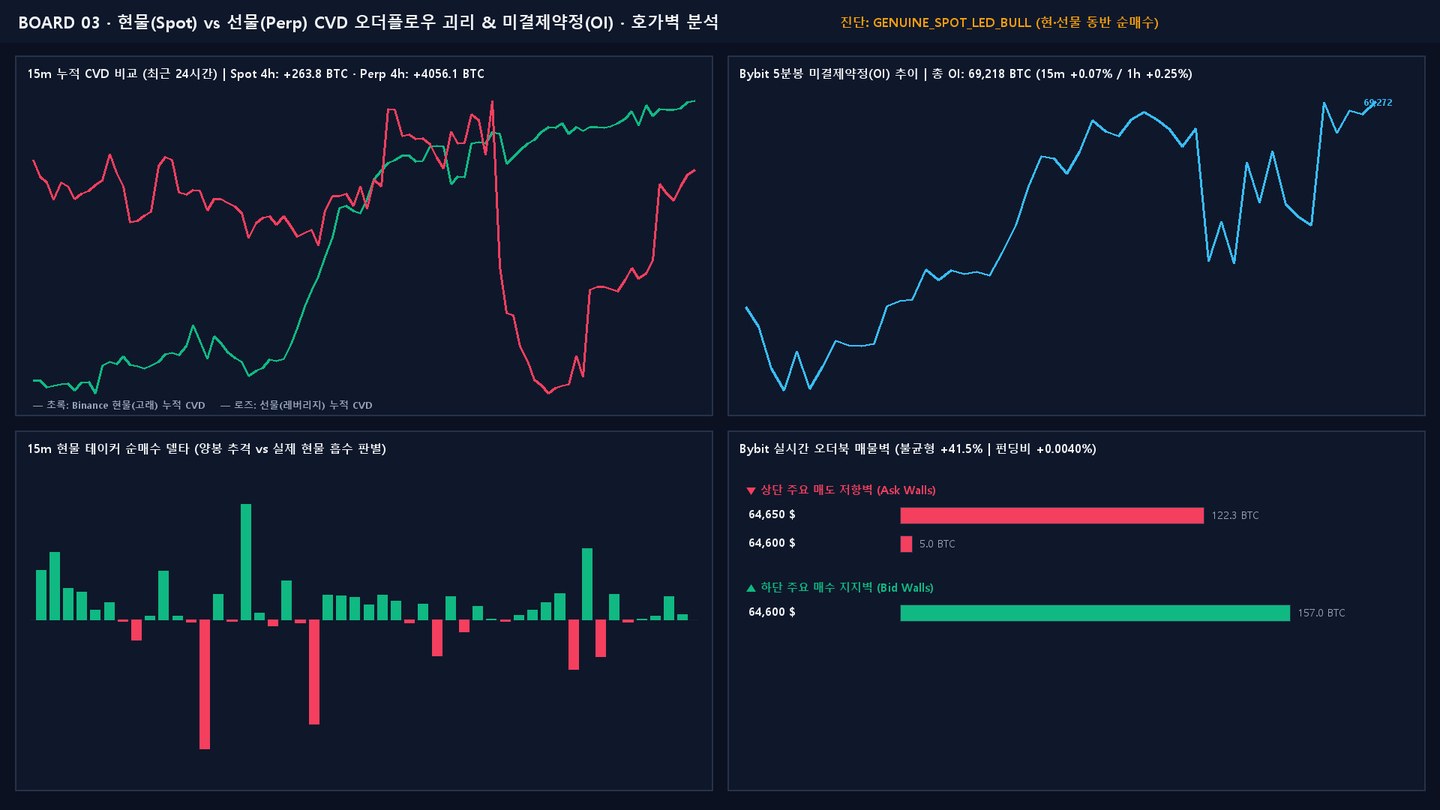 BOARD 03 · 현물(Spot) vs 선물(Perp) CVD 오더플로우 괴리 & 미결제약정(OI) · 호가벽 분석
진단: GENUINE_SPOT_LED_BULL (현·선물 동반 순매수)
15m 누적 CVD 비교 (최근 24시간) | Spot 4h: +263.8 BTC · Perp 4h: +4056.1 BTC
— 초록: Binance 현물(고래) 누적 CVD — 로즈: 선물(레버리지) 누적 CVD
Bybit 5분봉 미결제약정(OI) 추이 | 총 OI: 69,218 BTC (15m +0.07% / 1h +0.25%)
69,272
15m 현물 테이커 순매수 델타 (양봉 추격 vs 실제 현물 흡수 판별)
Bybit 실시간 오더북 매물벽 (불균형 +41.5% | 펀딩비 +0.0040%)
▼ 상단 주요 매도 저항벽 (Ask Walls)
64,650 $ 122.3 BTC
64,600 $ 5.0 BTC
▲ 하단 주요 매수 지지벽 (Bid Walls)
64,600 $ 157.0 BTC